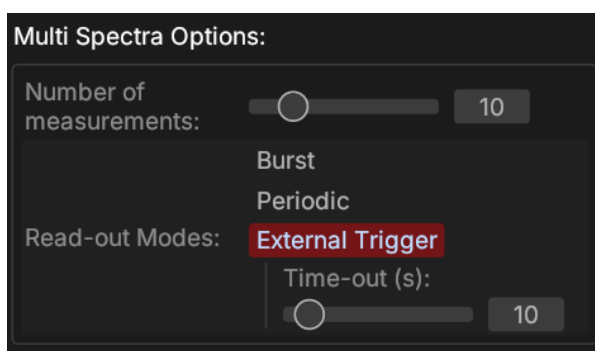 Multi Spectra Options:
Number of
measurements:
10
Burst
Periodic
Read-out Modes:
External Trigger
Time-out (s):
10